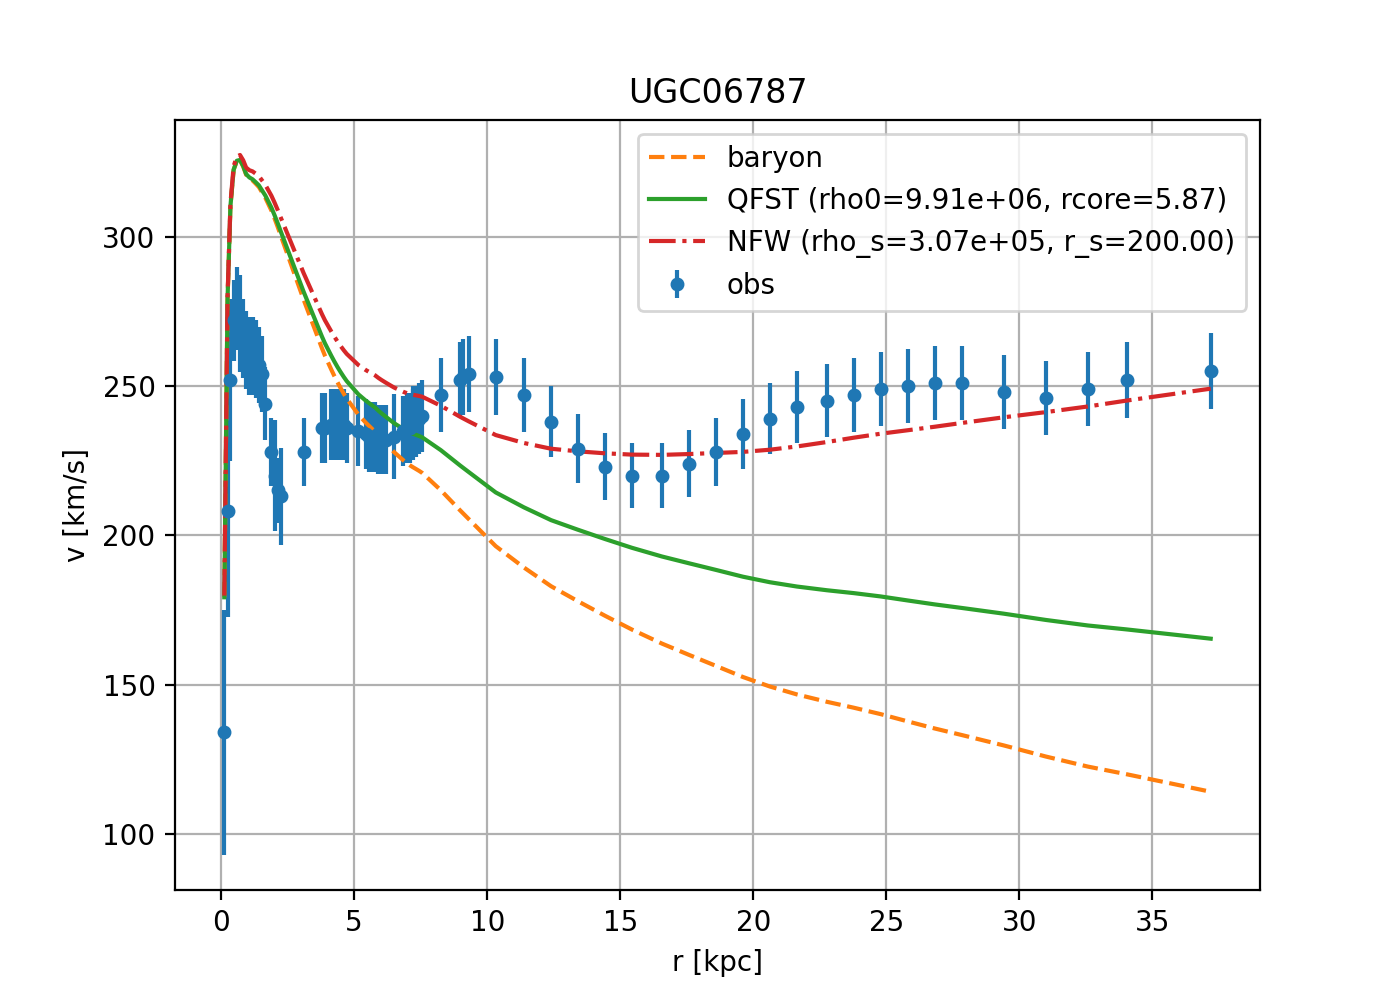 UGC06787
baryon
QFST (rho0=9.91e+06, rcore=5.87)
NFW (rho_s=3.07e+05, r_s=200.00)
obs
300
250
200
150
100
v [km/s]
0 5 10 15 20 25 30 35
r [kpc]